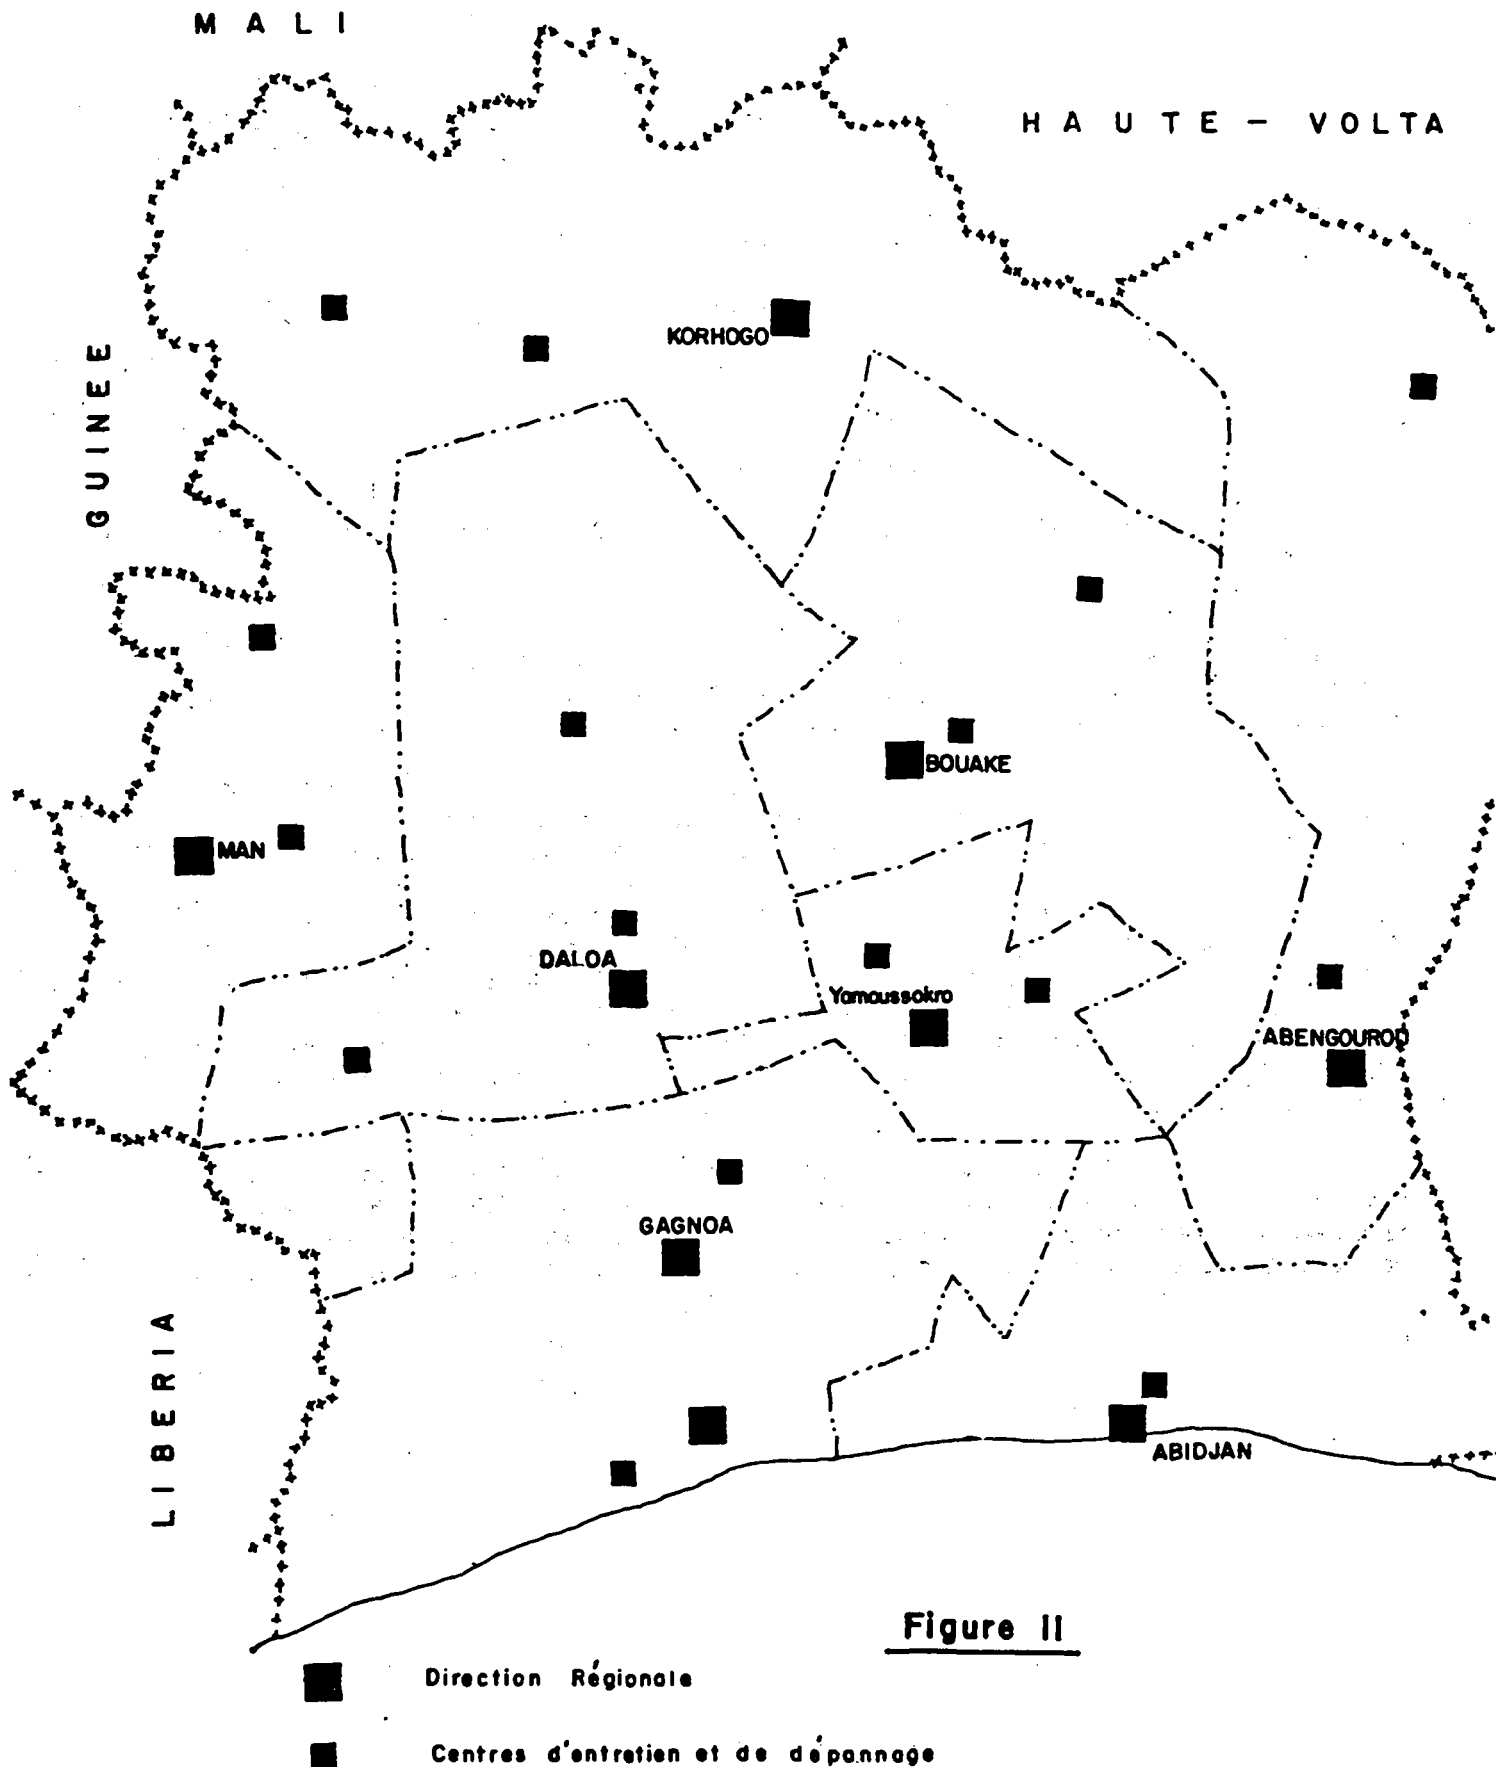 MALI
HAUTE - VOLTA
KORHOGO
GUINEE
BOUAKE
MAN
DALOA
Yamoussokro
ABENGOUROD
GAGNOA
LIBERIA
ABIDJAN
Figure II
Direction Régionale
Centres d'entretien et de dépannage